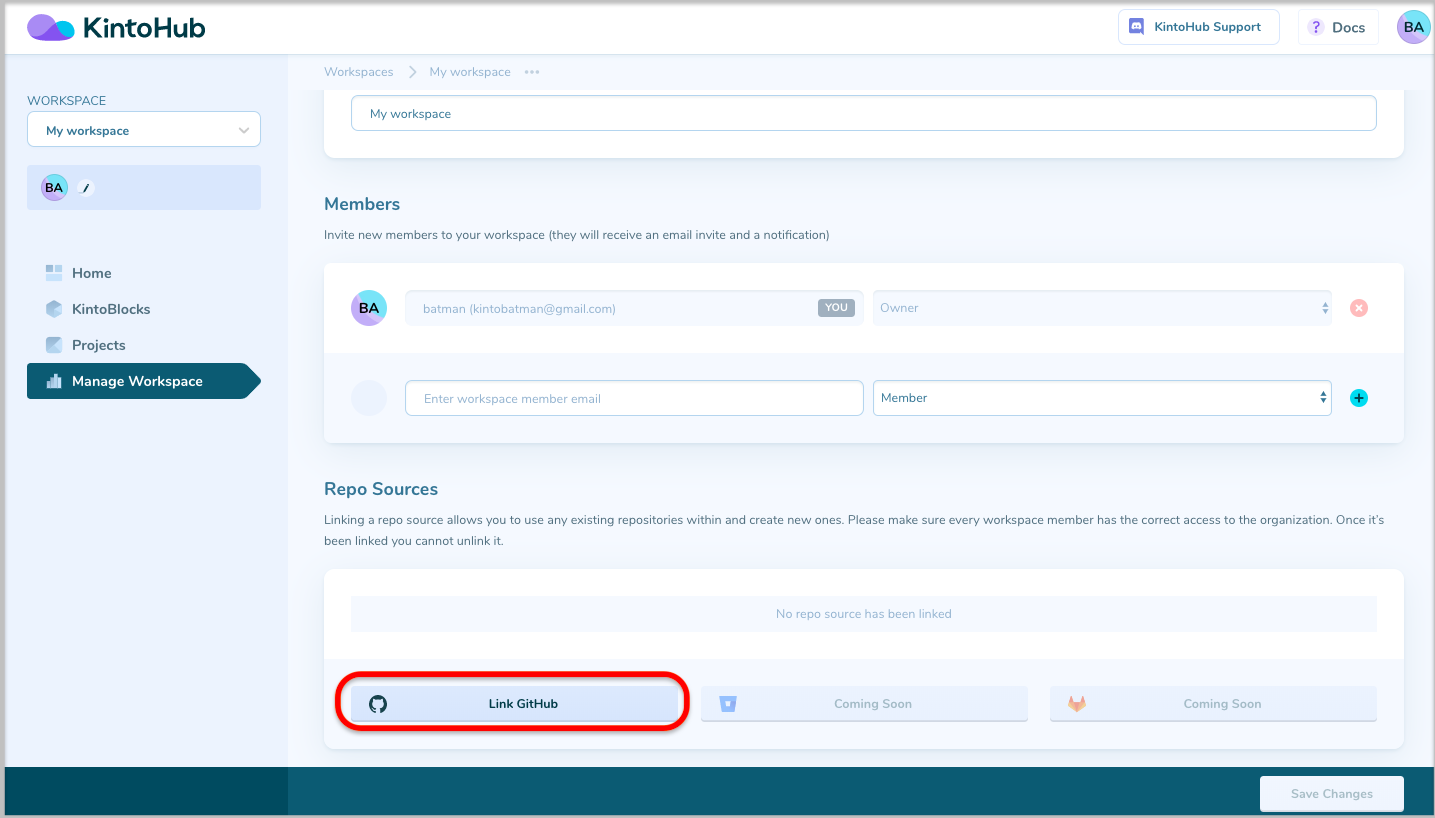 KintoHub
KintoHub Support
? Docs
BA
Workspaces My workspace
WORKSPACE
My workspace
BA
Home
KintoBlocks
Projects
Manage Workspace
My workspace
Members
Invite new members to your workspace (they will receive an email invite and a notification)
BA batman (kintobatman@gmail.com) YOU Owner
Enter workspace member email Member
Repo Sources
Linking a repo source allows you to use any existing repositories within and create new ones. Please make sure every workspace member has the correct access to the organization. Once it's
been linked you cannot unlink it.
No repo source has been linked
Link GitHub Coming Soon Coming Soon
Save Changes